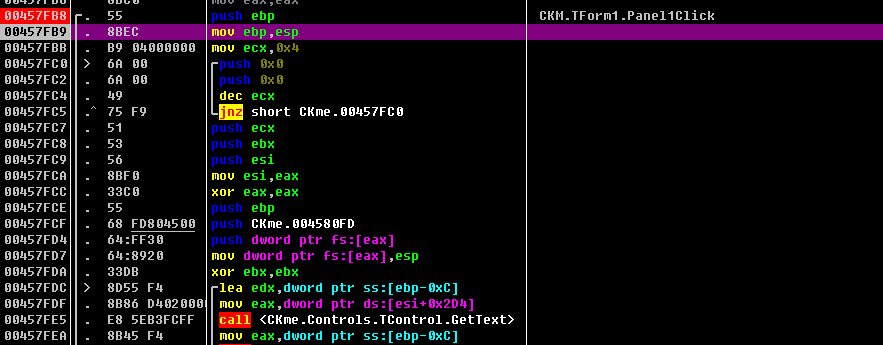 00457FB8 . 55 push ebp CKM.TForm1.Panel1Click
00457FB9 . 8BEC mov ebp,esp
00457FBB . B9 04000000 mov ecx,0x4
00457FC0 > 6A 00 push 0x0
00457FC2 . 6A 00 push 0x0
00457FC4 . 49 dec ecx
00457FC5 .^ 75 F9 jnz short CKme.00457FC0
00457FC7 . 51 push ecx
00457FC8 . 53 push ebx
00457FC9 . 56 push esi
00457FCA . 8BF0 mov esi,eax
00457FCC . 33C0 xor eax,eax
00457FCE . 55 push ebp
00457FCF . 68 FD804500 push CKme.004580FD
00457FD4 . 64:FF30 push dword ptr fs:[eax]
00457FD7 . 64:8920 mov dword ptr fs:[eax],esp
00457FDA . 33DB xor ebx,ebx
00457FDC > 8D55 F4 lea edx,dword ptr ss:[ebp-0xC]
00457FDF . 8B86 D4020000 mov eax,dword ptr ds:[esi+0x2D4]
00457FE5 . E8 5EB3FCFF call <CKme.Controls.TControl.GetText>
00457FEA . 8B45 F4 mov eax,dword ptr ss:[ebp-0xC]